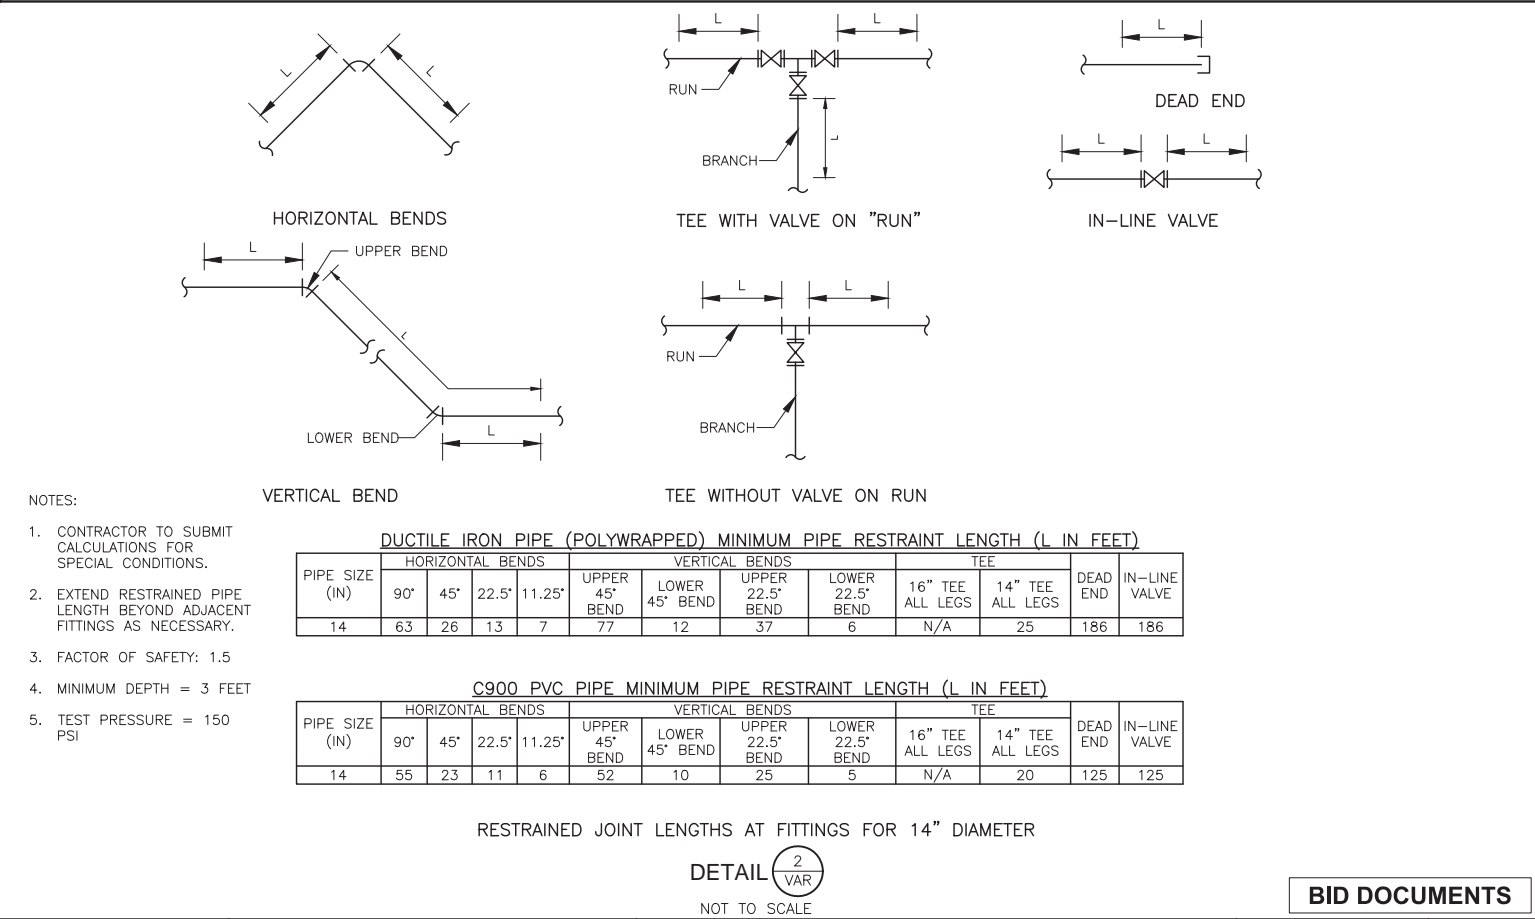 L
L
HORIZONTAL BENDS
L L
RUN
L
BRANCH
TEE WITH VALVE ON "RUN"
L
DEAD END
L L
IN-LINE VALVE
L
UPPER BEND
L
LOWER BEND
L
VERTICAL BEND
L L
RUN
BRANCH
TEE WITHOUT VALVE ON RUN
NOTES:
1. CONTRACTOR TO SUBMIT
CALCULATIONS FOR
SPECIAL CONDITIONS.
2. EXTEND RESTRAINED PIPE
LENGTH BEYOND ADJACENT
FITTINGS AS NECESSARY.
3. FACTOR OF SAFETY: 1.5
4. MINIMUM DEPTH = 3 FEET
5. TEST PRESSURE = 150
PSI
DUCTILE IRON PIPE (POLYWRAPPED) MINIMUM PIPE RESTRAINT LENGTH (L IN FEET)
PIPE SIZE
(IN)
HORIZONTAL BENDS
VERTICAL BENDS
TEE
90° 45° 22.5° 11.25°
UPPER
45°
BEND
LOWER
45° BEND
UPPER
22.5°
BEND
LOWER
22.5°
BEND
16" TEE
ALL LEGS
14" TEE
ALL LEGS
DEAD
END
IN-LINE
VALVE
14 63 26 13 7 77 12 37 6 N/A 25 186 186
C900 PVC PIPE MINIMUM PIPE RESTRAINT LENGTH (L IN FEET)
PIPE SIZE
(IN)
HORIZONTAL BENDS
VERTICAL BENDS
TEE
90° 45° 22.5° 11.25°
UPPER
45°
BEND
LOWER
45° BEND
UPPER
22.5°
BEND
LOWER
22.5°
BEND
16" TEE
ALL LEGS
14" TEE
ALL LEGS
DEAD
END
IN-LINE
VALVE
14 55 23 11 6 52 10 25 5 N/A 20 125 125
RESTRAINED JOINT LENGTHS AT FITTINGS FOR 14" DIAMETER
DETAIL
2
VAR
NOT TO SCALE
BID DOCUMENTS